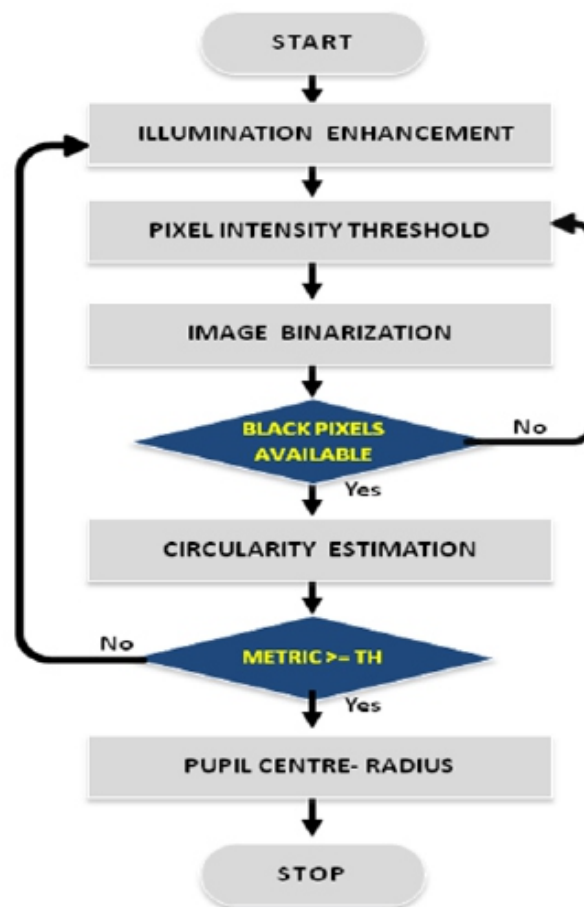 START
ILLUMINATION ENHANCEMENT
PIXEL INTENSITY THRESHOLD
IMAGE BINARIZATION
BLACK PIXELS
AVAILABLE
No
Yes
CIRCULARITY ESTIMATION
No
METRIC >= TH
Yes
PUPIL CENTRE- RADIUS
STOP